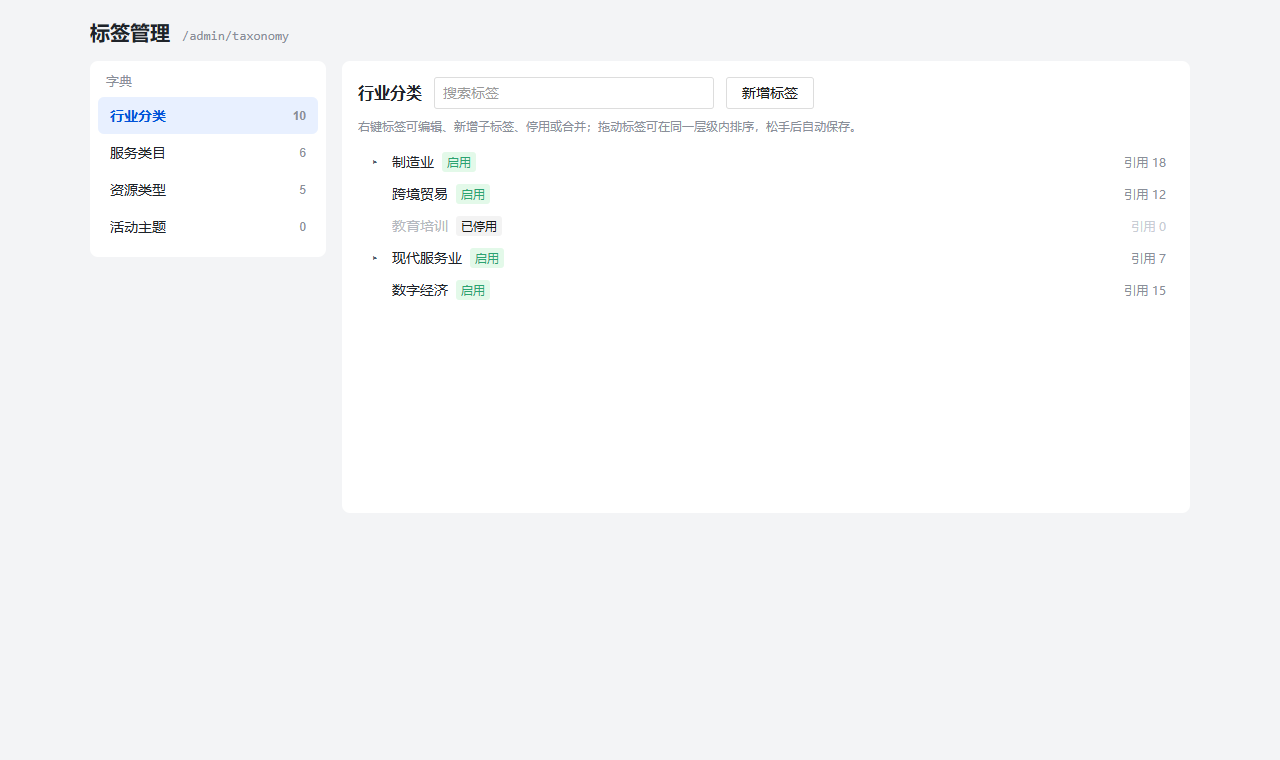 标签管理 /admin/taxonomy
字典
行业分类 10
服务类目 6
资源类型 5
活动主题 0
行业分类 搜索标签 新增标签
右键标签可编辑、新增子标签、停用或合并；拖动标签可在同一层级内排序，松手后自动保存。
制造业 启用 引用 18
跨境贸易 启用 引用 12
教育培训 已停用 引用 0
现代服务业 启用 引用 7
数字经济 启用 引用 15